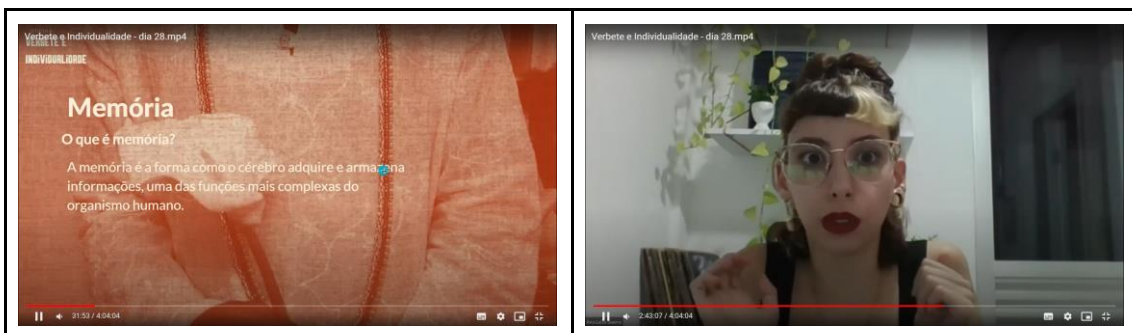 Verbete e Individualidade - dia 28.mp4
VERBETE E
INDIVIDUALIDADE
Memória
O que é memória?
A memória é a forma como o cérebro adquire e armazena
informações, uma das funções mais complexas do
organismo humano.
31:53 / 4:04:04
Verbete e Individualidade - dia 28.mp4
2:43:07 / 4:04:04